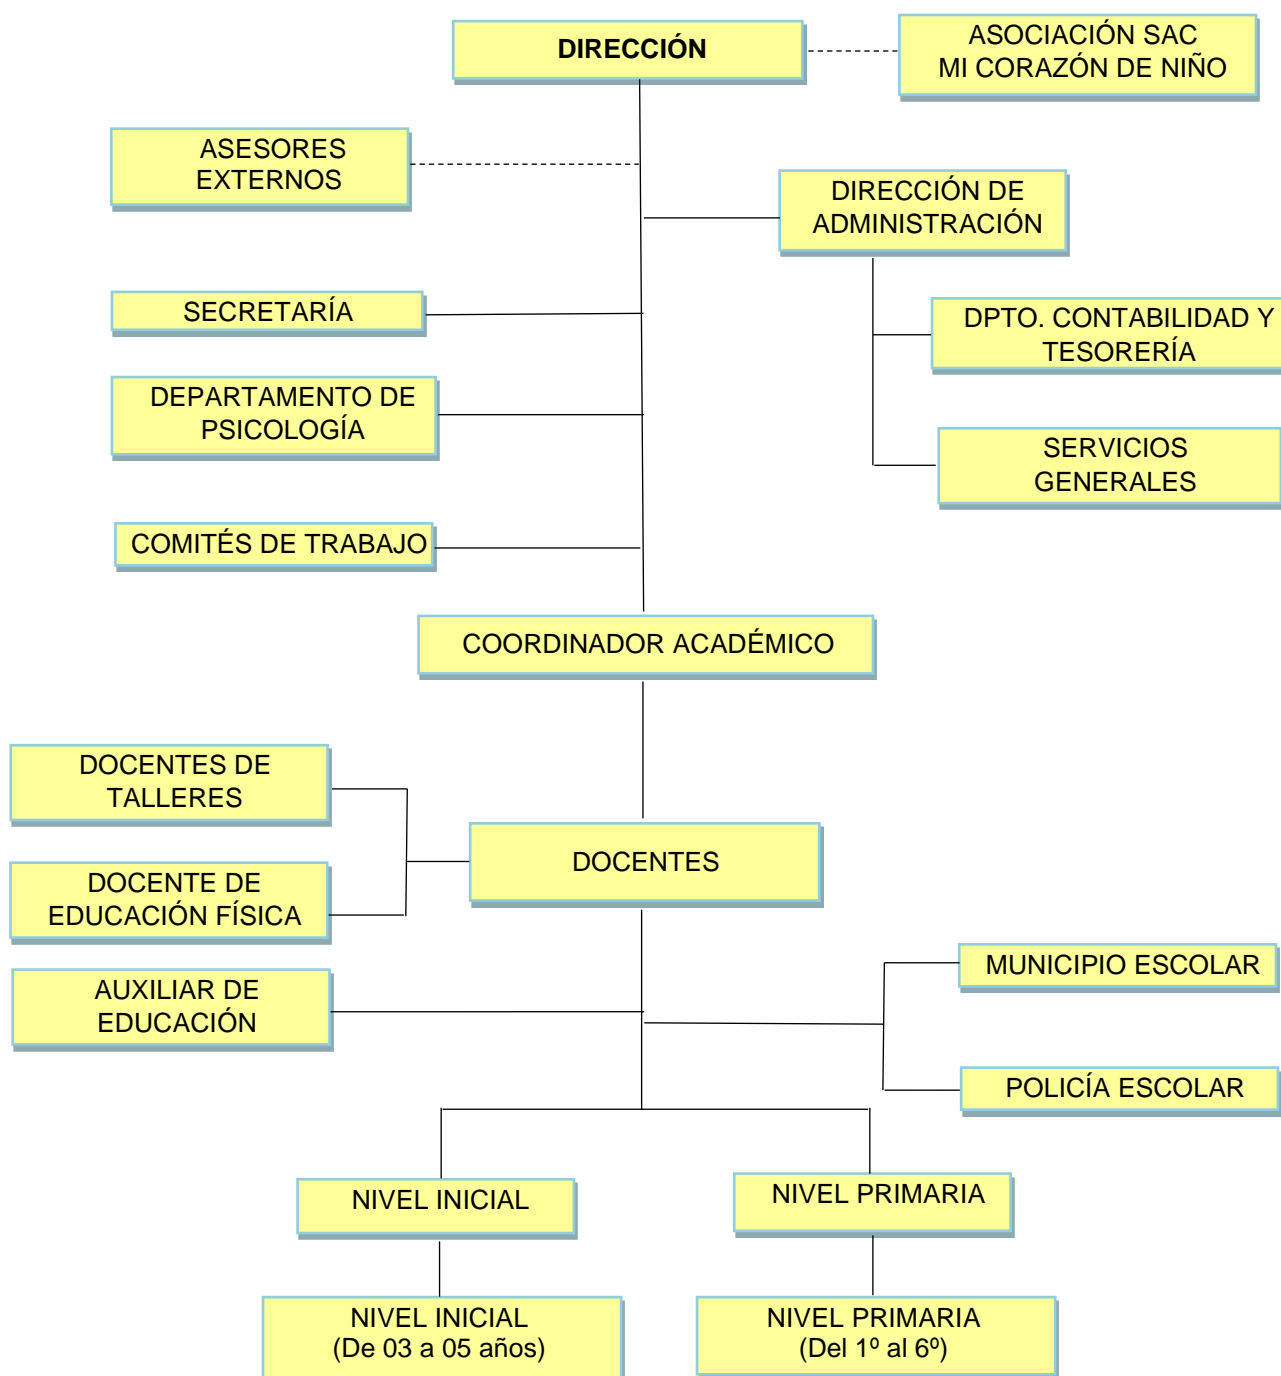 DIRECCIÓN
ASOCIACIÓN SAC
MI CORAZÓN DE NIÑO
ASESORES
EXTERNOS
DIRECCIÓN DE
ADMINISTRACIÓN
SECRETARÍA
DPTO. CONTABILIDAD Y
TESORERÍA
DEPARTAMENTO DE
PSICOLOGÍA
SERVICIOS
GENERALES
COMITÉS DE TRABAJO
COORDINADOR ACADÉMICO
DOCENTES DE
TALLERES
DOCENTES
DOCENTE DE
EDUCACIÓN FÍSICA
MUNICIPIO ESCOLAR
AUXILIAR DE
EDUCACIÓN
POLICÍA ESCOLAR
NIVEL INICIAL
NIVEL PRIMARIA
NIVEL INICIAL
(De 03 a 05 años)
NIVEL PRIMARIA
(Del 1º al 6º)